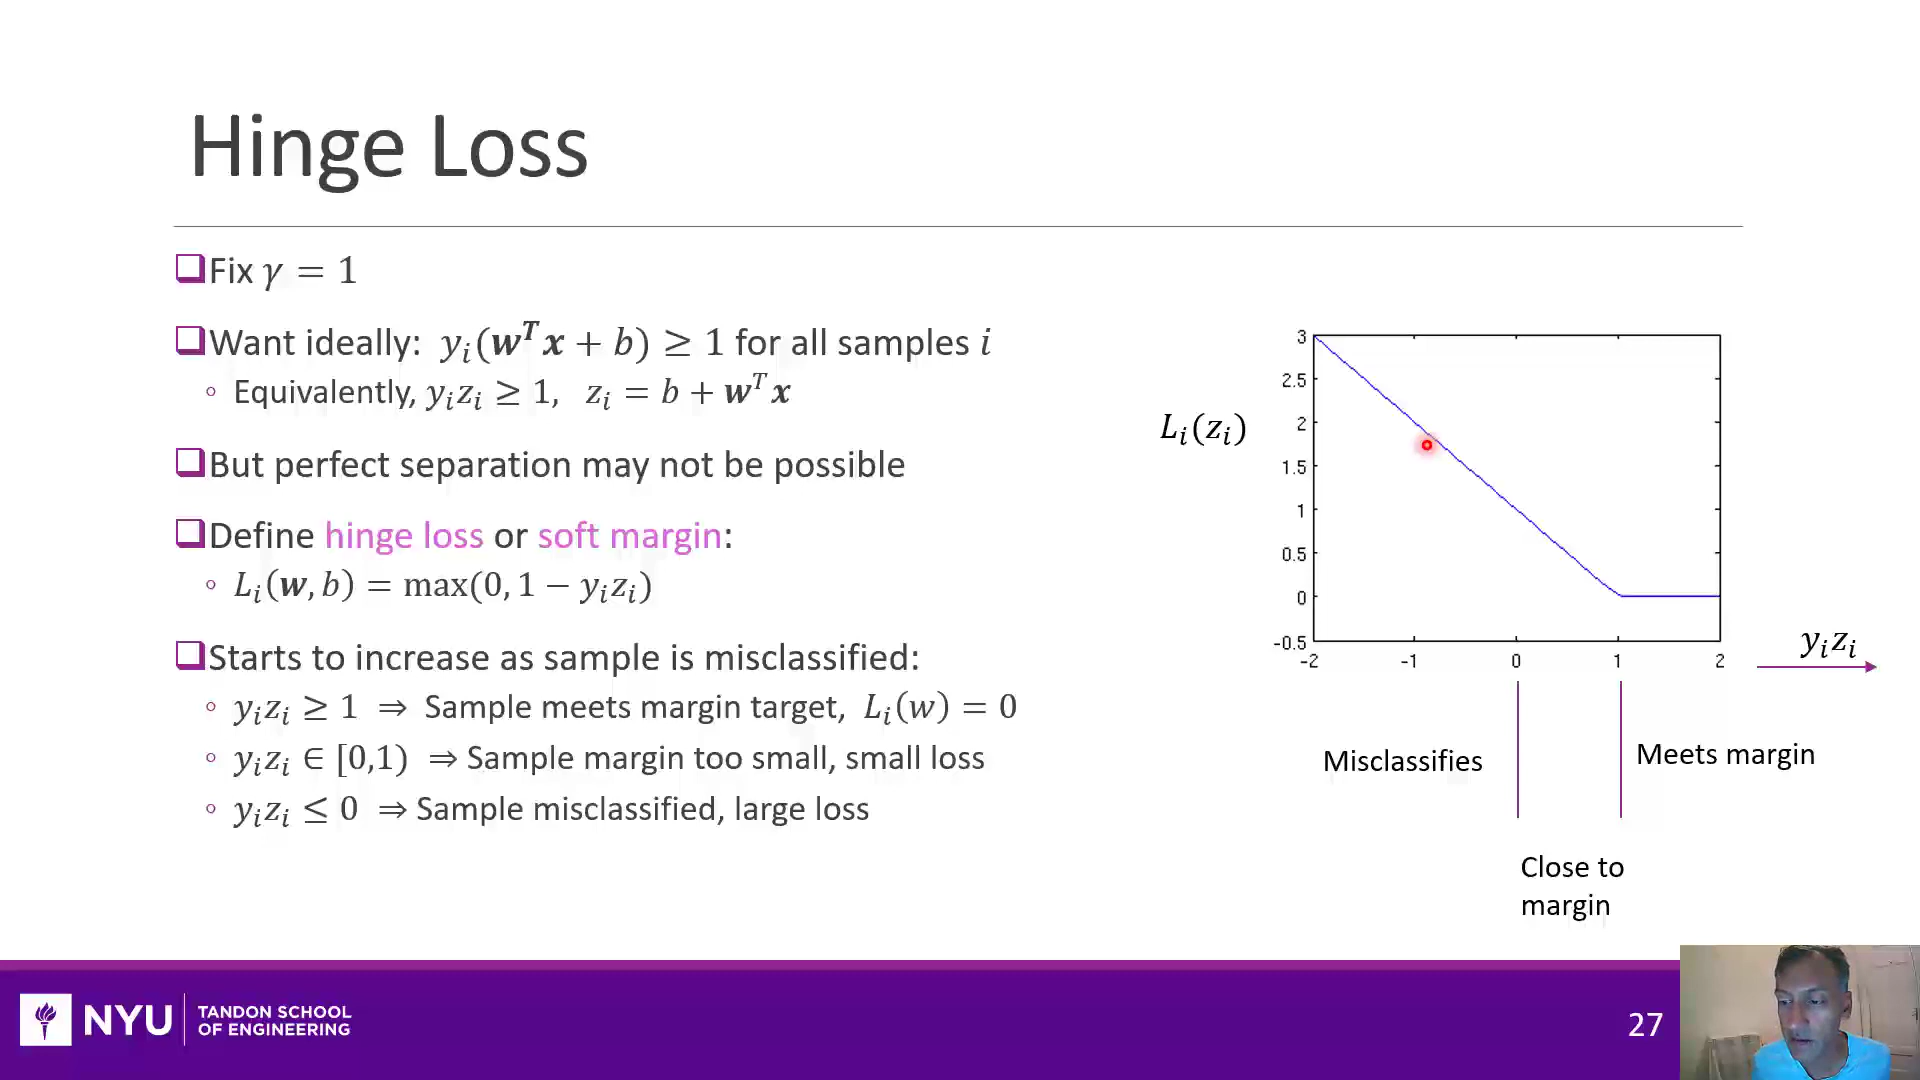 Hinge Loss
Fix γ = 1
Want ideally: yᵢ(𝒘ᵀ𝒙 + b) ≥ 1 for all samples i
Equivalently, yᵢzᵢ ≥ 1, zᵢ = b + 𝒘ᵀ𝒙
But perfect separation may not be possible
Define hinge loss or soft margin:
Lᵢ(𝒘, b) = max(0, 1 − yᵢzᵢ)
Starts to increase as sample is misclassified:
yᵢzᵢ ≥ 1 ⇒ Sample meets margin target, Lᵢ(w) = 0
yᵢzᵢ ∈ [0,1) ⇒ Sample margin too small, small loss
yᵢzᵢ ≤ 0 ⇒ Sample misclassified, large loss
Lᵢ(zᵢ)
3
2.5
2
1.5
1
0.5
0
-0.5
-2 -1 0 1 2
yᵢzᵢ
Misclassifies
Meets margin
Close to
margin
NYU
TANDON SCHOOL
OF ENGINEERING
27